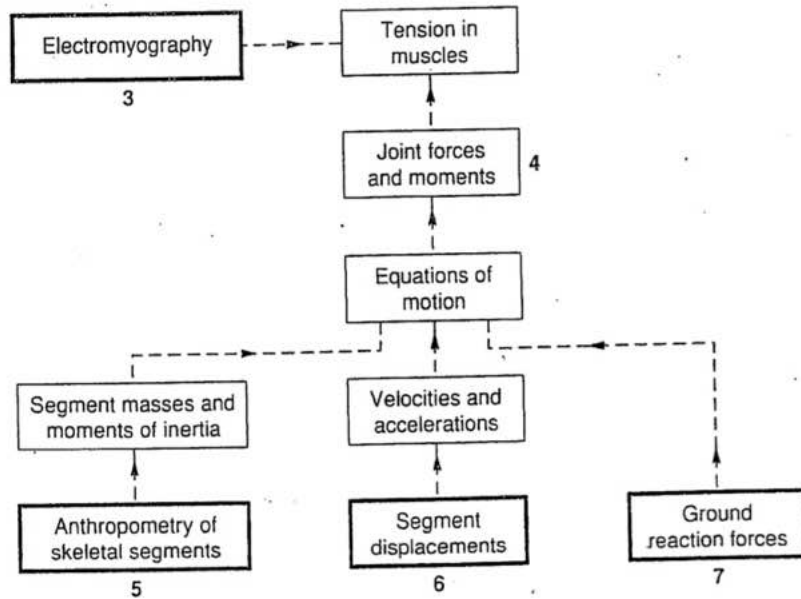 Electromyography
3
Tension in
muscles
Joint forces
and moments
4
Equations of
motion
Segment masses and
moments of inertia
Velocities and
accelerations
Anthropometry of
skeletal segments
5
Segment
displacements
6
Ground
reaction forces
7